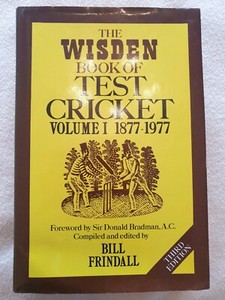 THE
WISDEN
BOOK OF
TEST
CRICKET
VOLUME I 1877-1977
Foreword by Sir Donald Bradman, A.C.
Compiled and edited by
BILL
FRINDALL
THIRD
EDITION